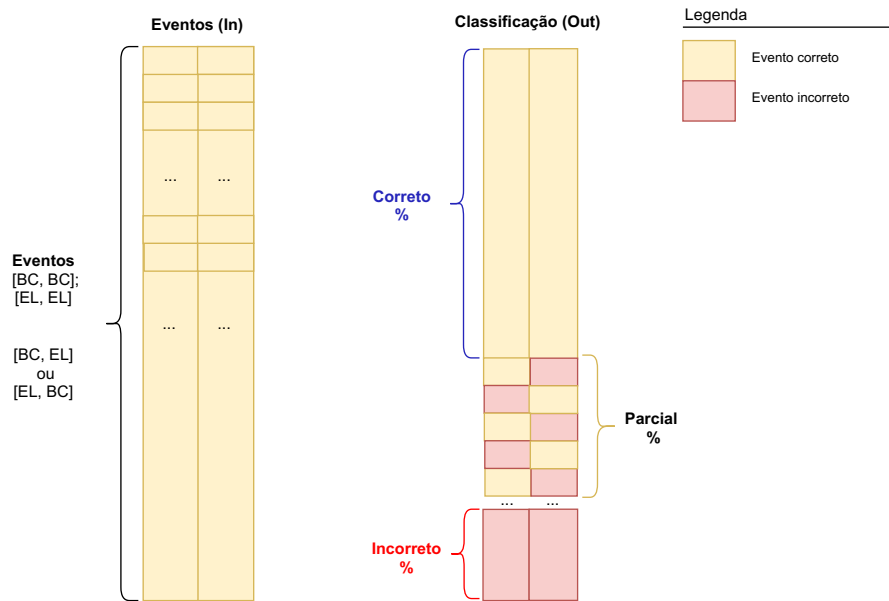 Eventos (In)
Classificação (Out)
Legenda
Evento correto
Evento incorreto
... ...
Correto
%
Eventos
[BC, BC];
[EL, EL]
... ...
[BC, EL]
ou
[EL, BC]
Parcial
%
... ...
Incorreto
%